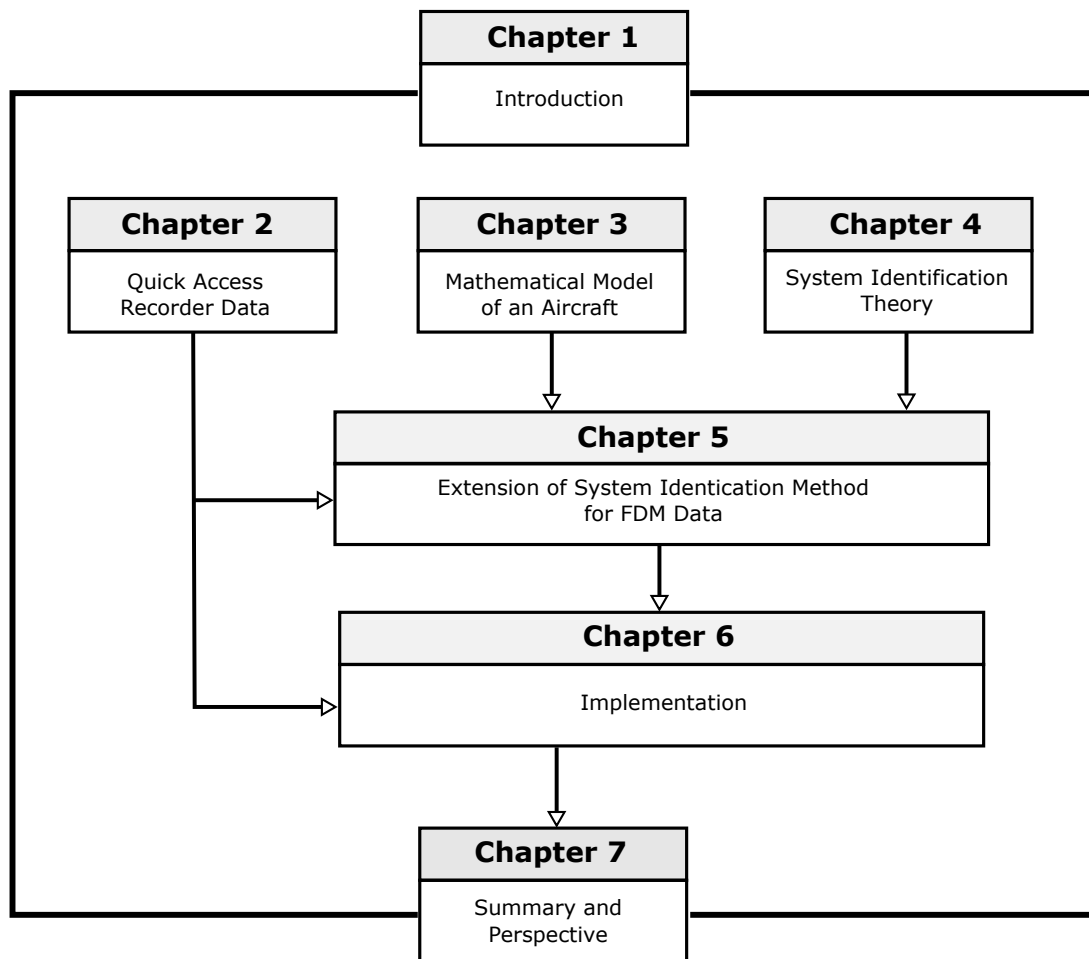 Chapter 1
Introduction
Chapter 2
Quick Access
Recorder Data
Chapter 3
Mathematical Model
of an Aircraft
Chapter 4
System Identification
Theory
Chapter 5
Extension of System Identication Method
for FDM Data
Chapter 6
Implementation
Chapter 7
Summary and
Perspective